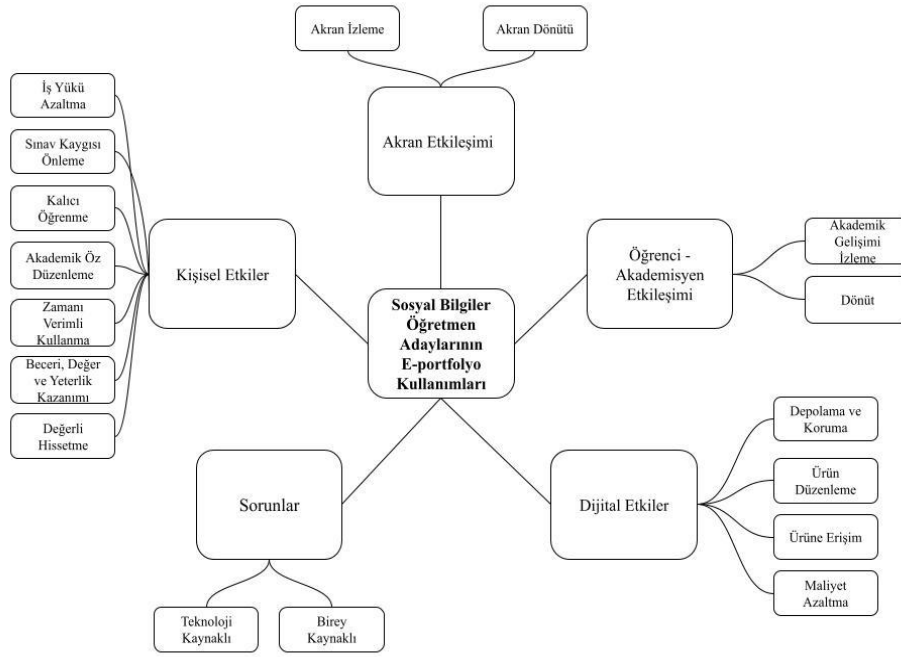 Akran İzleme
Akran Dönütü
Akran Etkileşimi
İş Yükü
Azaltma
Sınav Kaygısı
Önleme
Kalıcı
Öğrenme
Akademik Öz
Düzenleme
Zamanı
Verimli
Kullanma
Beceri, Değer
ve Yeterlik
Kazanımı
Değerli
Hissetme
Kişisel Etkiler
Sosyal Bilgiler
Öğretmen
Adaylarının
E-portfolyo
Kullanımları
Öğrenci -
Akademisyen
Etkileşimi
Akademik
Gelişimi
İzleme
Dönüt
Sorunlar
Teknoloji
Kaynaklı
Birey
Kaynaklı
Dijital Etkiler
Depolama ve
Koruma
Ürün
Düzenleme
Ürüne Erişim
Maliyet
Azaltma